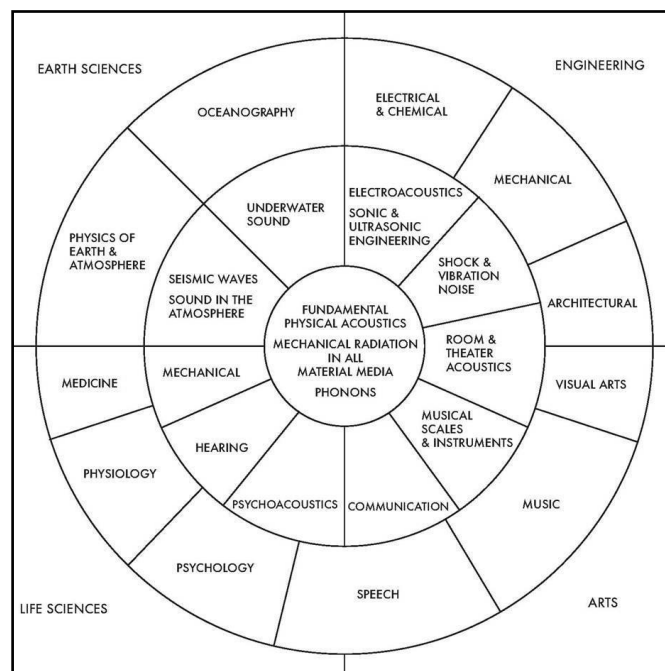 EARTH SCIENCES
ENGINEERING
OCEANOGRAPHY
ELECTRICAL
& CHEMICAL
MECHANICAL
ARCHITECTURAL
PHYSICS OF
EARTH &
ATMOSPHERE
UNDERWATER
SOUND
ELECTROACOUSTICS
SONIC &
ULTRASONIC
ENGINEERING
SHOCK &
VIBRATION
NOISE
SEISMIC WAVES
SOUND IN THE
ATMOSPHERE
FUNDAMENTAL
PHYSICAL ACOUSTICS
MECHANICAL RADIATION
IN ALL
MATERIAL MEDIA
PHONONS
ROOM &
THEATER
ACOUSTICS
MEDICINE
MECHANICAL
VISUAL ARTS
MUSICAL
SCALES
& INSTRUMENTS
HEARING
PHYSIOLOGY
PSYCHOACOUSTICS
COMMUNICATION
MUSIC
PSYCHOLOGY
SPEECH
LIFE SCIENCES
ARTS